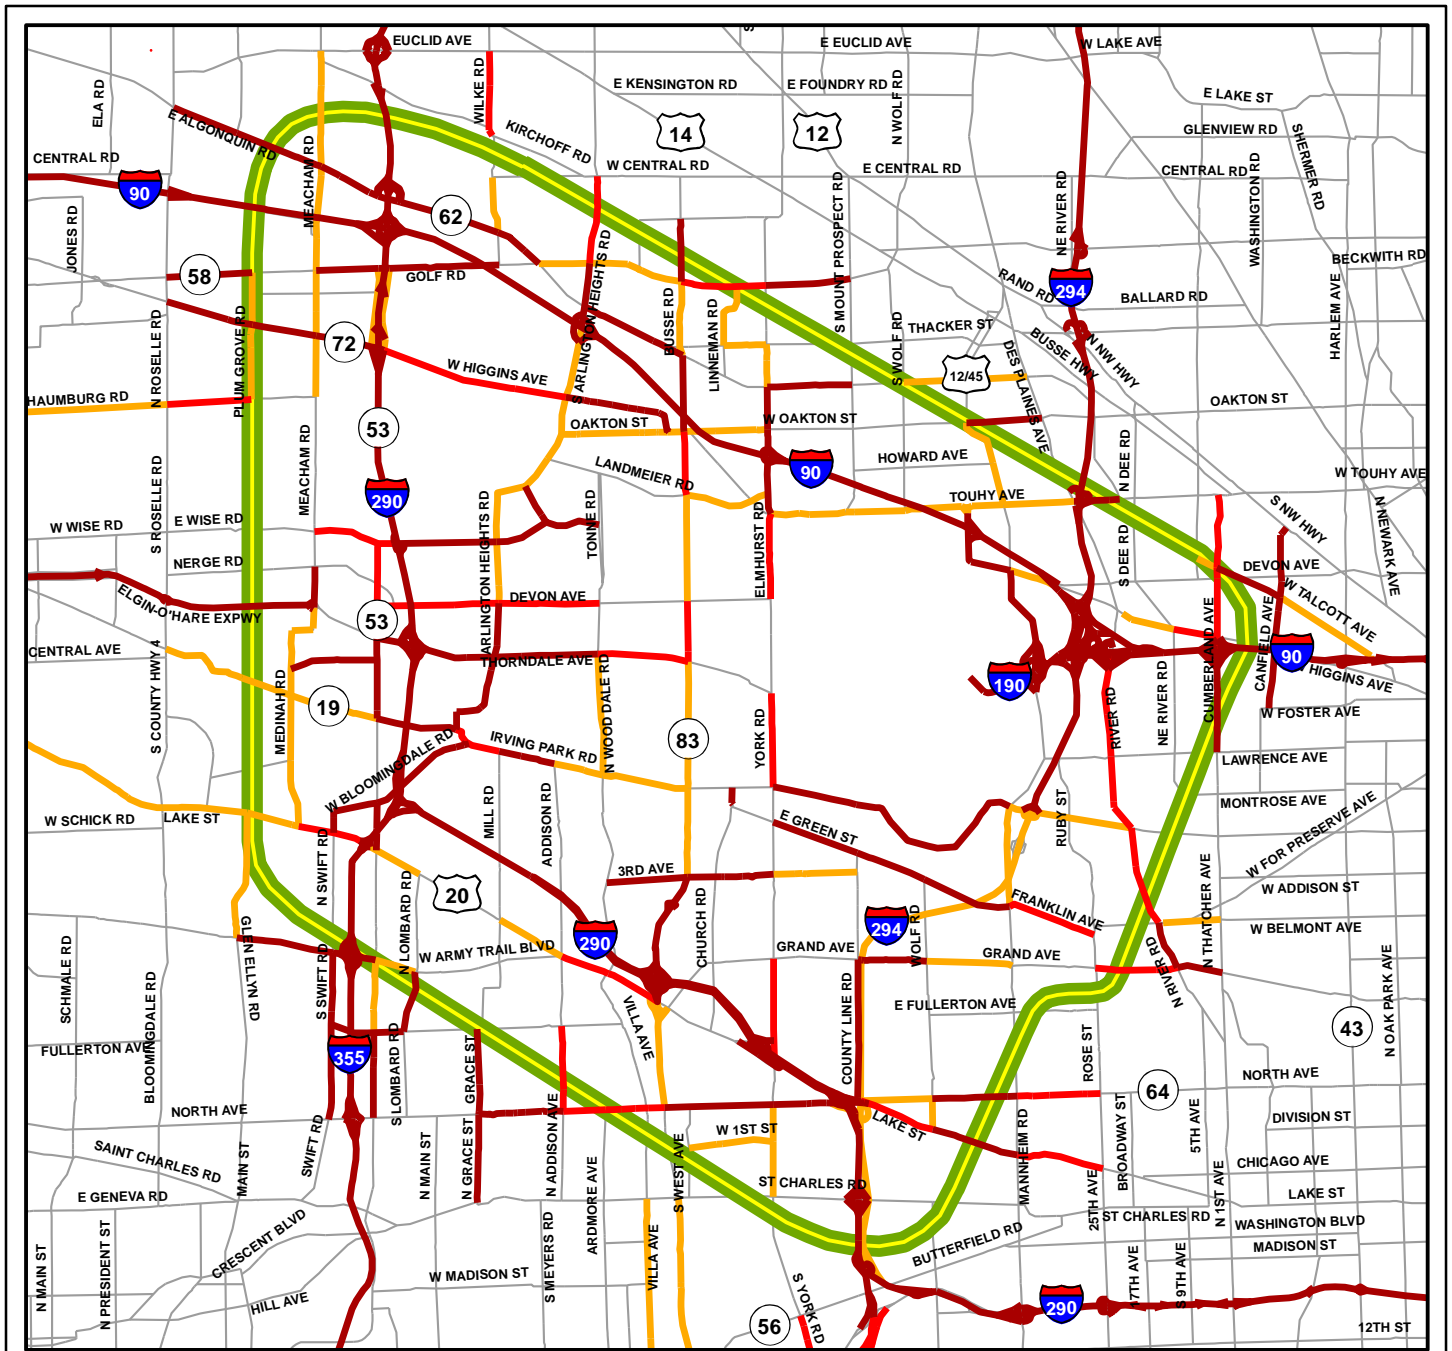 EUCLID AVE
E EUCLID AVE
W LAKE AVE
ELA RD
WILKE RD
E KENSINGTON RD
E FOUNDRY RD
N WOLF RD
E LAKE ST
E ALGONQUIN RD
KIRCHOFF RD
14
12
GLENVIEW RD
SHERMER RD
CENTRAL RD
MEACHAM RD
W CENTRAL RD
E CENTRAL RD
CENTRAL RD
WASHINGTON RD
90
62
JONES RD
S MOUNT PROSPECT RD
NE RIVER RD
BECKWITH RD
58
GOLF RD
S ARLINGTON HEIGHTS RD
RAND RD
294
BALLARD RD
HARLEM AVE
N ROSELLE RD
PLUM GROVE RD
72
BUSSE RD
LINNEMAN RD
S WOLF RD
THACKER ST
BUSSE HWY
N NW HWY
DES PLAINES AVE
W HIGGINS AVE
12/45
HAUMBURG RD
OAKTON ST
W OAKTON ST
OAKTON ST
53
MEACHAM RD
S ROSELLE RD
LANDMEIER RD
HOWARD AVE
90
N DEE RD
W TOUHY AVE
290
TOUHY AVE
W WISE RD
E WISE RD
ARLINGTON HEIGHTS RD
TONNE RD
ELMHURST RD
S NW HWY
N NEWARK AVE
NERGE RD
S DEE RD
DEVON AVE
ELGIN-O'HARE EXPWY
DEVON AVE
W TALCOTT AVE
53
CENTRAL AVE
S COUNTY HWY 4
THORNDALE AVE
CUMBERLAND AVE
CANFIELD AVE
90
HIGGINS AVE
190
19
MEDINAH RD
N WOOD DALE RD
RIVER RD
NE RIVER RD
W FOSTER AVE
83
YORK RD
IRVING PARK RD
LAWRENCE AVE
W BLOOMINGDALE RD
W SCHICK RD
LAKE ST
N SWIFT RD
MILL RD
ADDISON RD
E GREEN ST
RUBY ST
MONTROSE AVE
W FOR PRESERVE AVE
3RD AVE
20
N LOMBARD RD
CHURCH RD
FRANKLIN AVE
N THATCHER AVE
W ADDISON ST
W BELMONT AVE
GLEN ELLYN RD
SCHMALE RD
BLOOMINGDALE RD
S SWIFT RD
W ARMY TRAIL BLVD
290
GRAND AVE
294
WOLF RD
GRAND AVE
N RIVER RD
N OAK PARK AVE
E FULLERTON AVE
43
FULLERTON AVE
355
S LOMBARD RD
GRACE ST
VILLA AVE
COUNTY LINE RD
ROSE ST
64
NORTH AVE
NORTH AVE
SWIFT RD
N ADDISON AVE
LAKE ST
DIVISION ST
SAINT CHARLES RD
MAIN ST
N MAIN ST
N GRACE ST
W 1ST ST
S WEST AVE
MANNHEIM RD
BROADWAY ST
5TH AVE
CHICAGO AVE
E GENEVA RD
ARDMORE AVE
ST CHARLES RD
25TH AVE
ST CHARLES RD
N 1ST AVE
LAKE ST
WASHINGTON BLVD
MADISON ST
N MAIN ST
N PRESIDENT ST
CRESCENT BLVD
HILL AVE
W MADISON ST
S MEYERS RD
VILLA AVE
S YORK RD
BUTTERFIELD RD
17TH AVE
S 9TH AVE
290
56
12TH ST